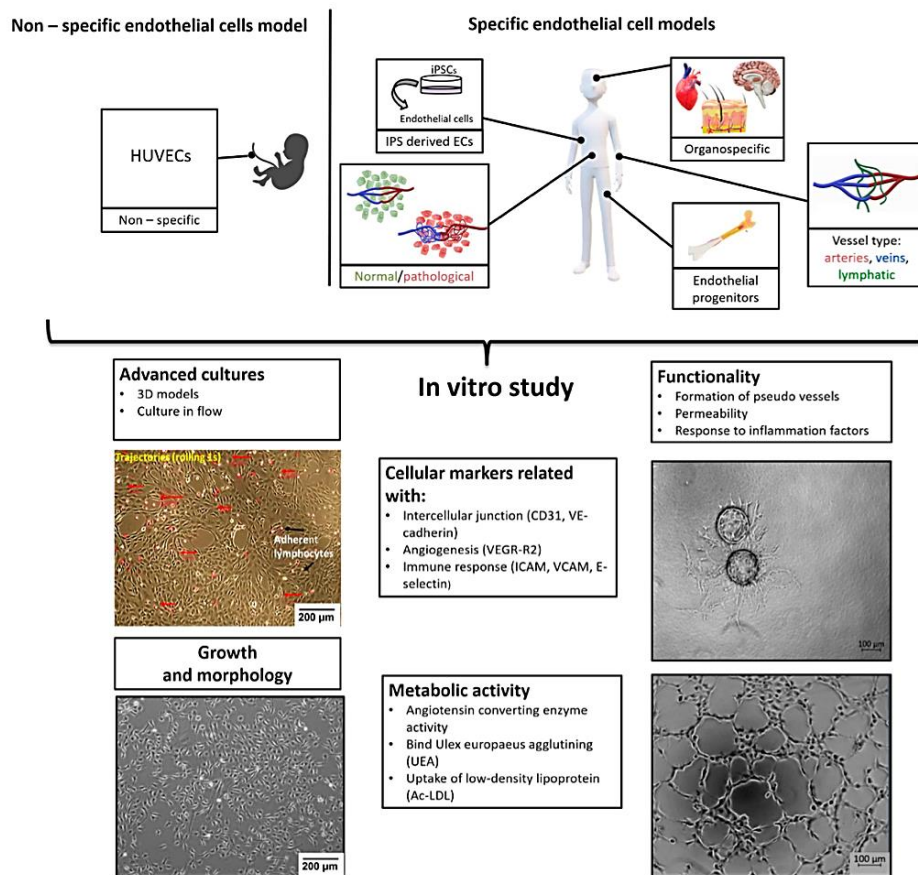 Non – specific endothelial cells model
Specific endothelial cell models
HUVECs
Non – specific
iPSCs
Endothelial cells
IPS derived ECs
Organospecific
Normal/pathological
Endothelial
progenitors
Vessel type:
arteries, veins,
lymphatic
In vitro study
Advanced cultures
• 3D models
• Culture in flow
Trajectories (rolling 1s)
Adherent
lymphocytes
200 µm
Growth
and morphology
200 µm
Cellular markers related
with:
• Intercellular junction (CD31, VE-
cadherin)
• Angiogenesis (VEGR-R2)
• Immune response (ICAM, VCAM, E-
selectin)
Metabolic activity
• Angiotensin converting enzyme
activity
• Bind Ulex europaeus agglutining
(UEA)
• Uptake of low-density lipoprotein
(Ac-LDL)
Functionality
• Formation of pseudo vessels
• Permeability
• Response to inflammation factors
100 µm
100 µm